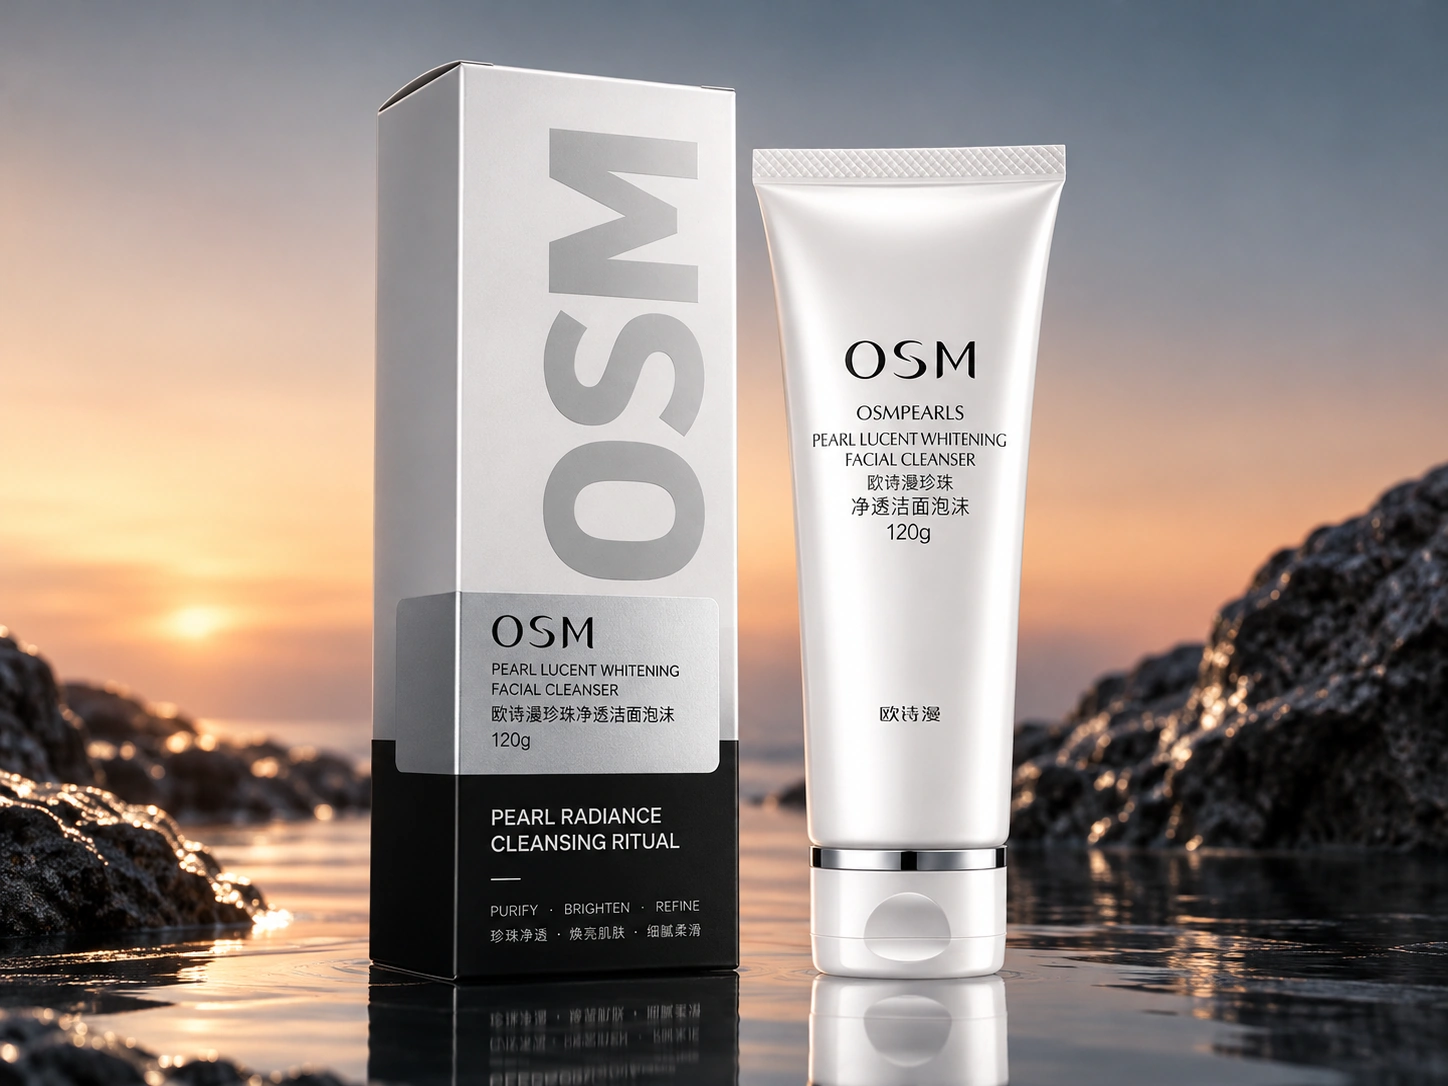 OSM
OSM
PEARL LUCENT WHITENING
FACIAL CLEANSER
欧诗漫珍珠净透洁面泡沫
120g
PEARL RADIANCE
CLEANSING RITUAL
PURIFY · BRIGHTEN · REFINE
珍珠净透 · 焕亮肌肤 · 细腻柔滑
OSM
OSMPEARLS
PEARL LUCENT WHITENING
FACIAL CLEANSER
欧诗漫珍珠
净透洁面泡沫
120g
欧诗漫